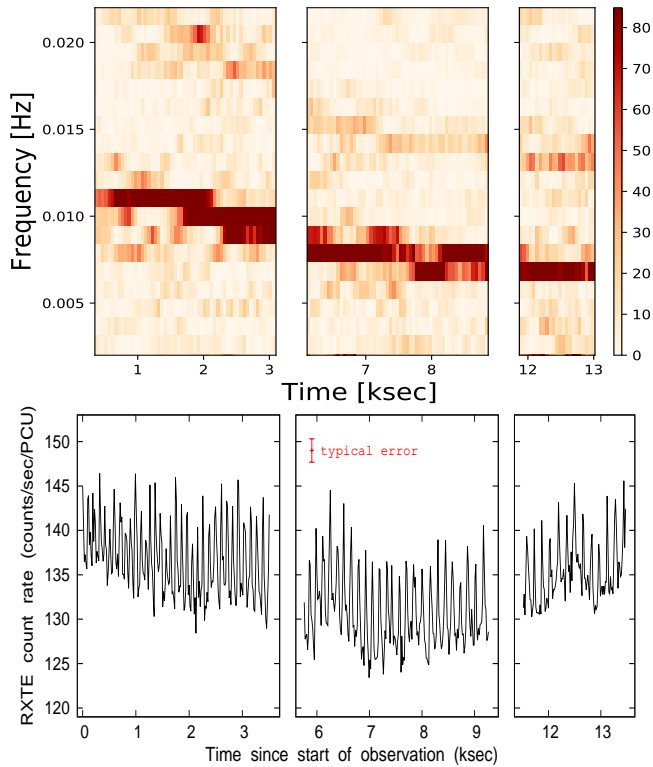 0.020
0.015
0.010
0.005
Frequency [Hz]
1 2 3
7 8
12 13
80
70
60
50
40
30
20
10
0
Time [ksec]
150
145
140
135
130
125
120
RXTE count rate (counts/sec/PCU)
typical error
0 1 2 3
6 7 8 9
12 13
Time since start of observation (ksec)